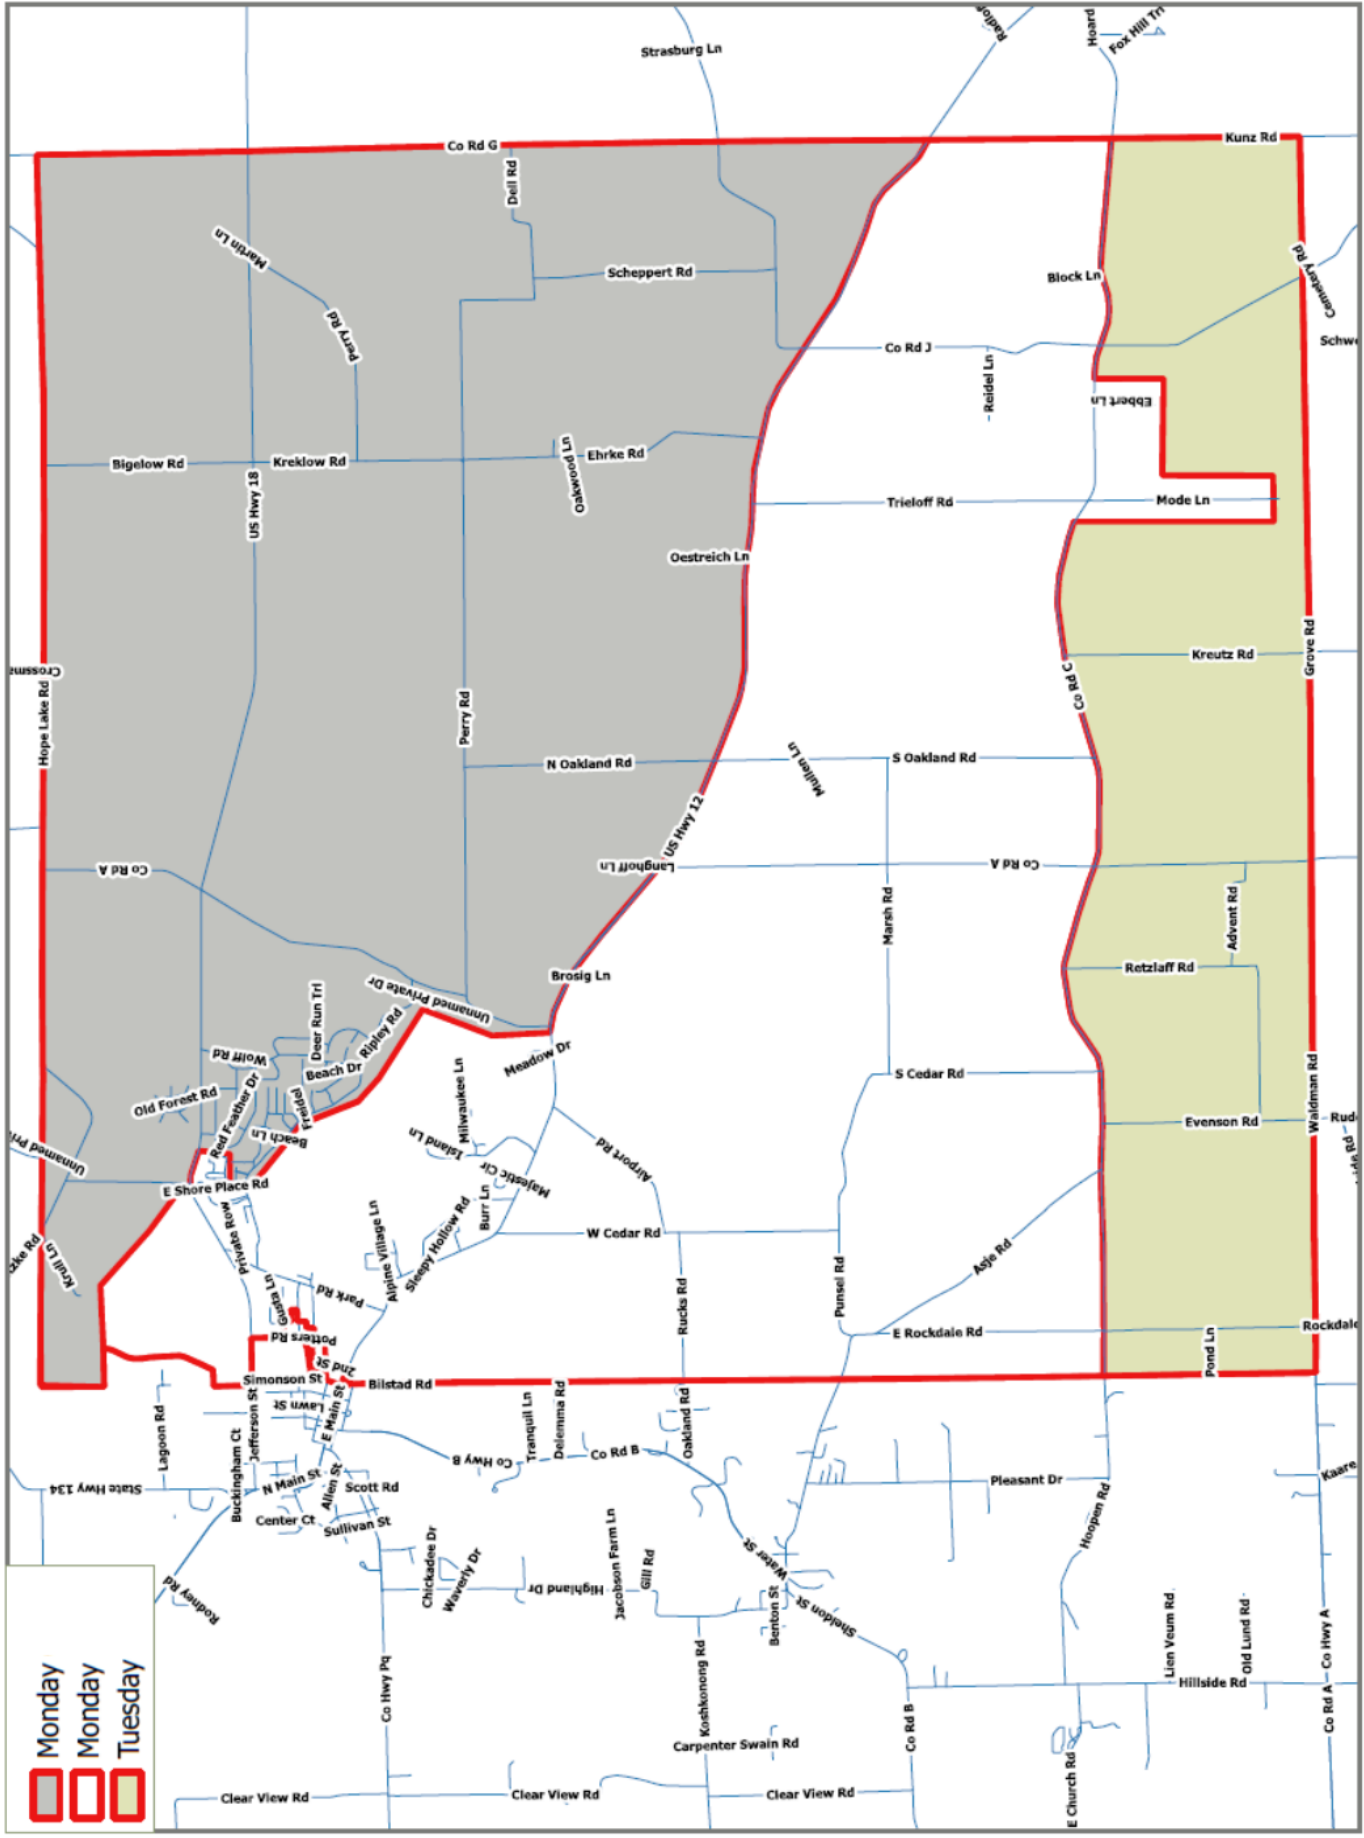 Strasburg Ln
Hoard
Fox Hill Trl
Co Rd G
Kunz Rd
Dell Rd
Martin Ln
Scheppert Rd
Block Ln
Cemetery Rd
Perry Rd
Co Rd J
Reidel Ln
Ebbert Ln
Bigelow Rd
Kreklow Rd
Oakwood Ln
Ehrke Rd
US Hwy 18
Trieloff Rd
Mode Ln
Oestreich Ln
Hope Lake Rd
Kreutz Rd
Grove Rd
Co Rd C
Perry Rd
N Oakland Rd
Mullen Ln
S Oakland Rd
US Hwy 12
Co Rd A
Langhoff Ln
Co Rd A
Marsh Rd
Advent Rd
Retzlaff Rd
Brosig Ln
Unnamed Private Dr
Deer Run Trl
Ripley Rd
Wolff Rd
Beach Dr
Meadow Dr
Old Forest Rd
Red Feather Dr
Freidel
Beach Ln
Milwaukee Ln
Island Ln
S Cedar Rd
Waldman Rd
Evenson Rd
Airport Rd
Majestic Cir
Burr Ln
E Shore Place Rd
Private Row
Alpine Village Ln
Sleepy Hollow Rd
W Cedar Rd
Krull Ln
Gusta Ln
Park Rd
Rucks Rd
Punsel Rd
Asje Rd
E Rockdale Rd
Rockdale
Pond Ln
Potters Rd
2nd St
Simonson St
Bilstad Rd
Lagoon Rd
Jefferson St
Lawn St
E Main St
Tranquil Ln
Delemma Rd
Oakland Rd
Co Hwy B
Co Rd B
State Hwy 134
Buckingham Ct
N Main St
Allen St
Scott Rd
Pleasant Dr
Kaare
Center Ct
Sullivan St
Hoopen Rd
Rodney Rd
Chickadee Dr
Waverly Dr
Highland Dr
Jacobson Farm Ln
Gill Rd
Water St
Benton St
Sheldon St
Lien Veum Rd
Old Lund Rd
Co Hwy A
Co Hwy Pq
Koshkonong Rd
Hillside Rd
Co Rd B
Co Rd A
Carpenter Swain Rd
E Church Rd
Clear View Rd
Clear View Rd
Clear View Rd
Monday
Monday
Tuesday